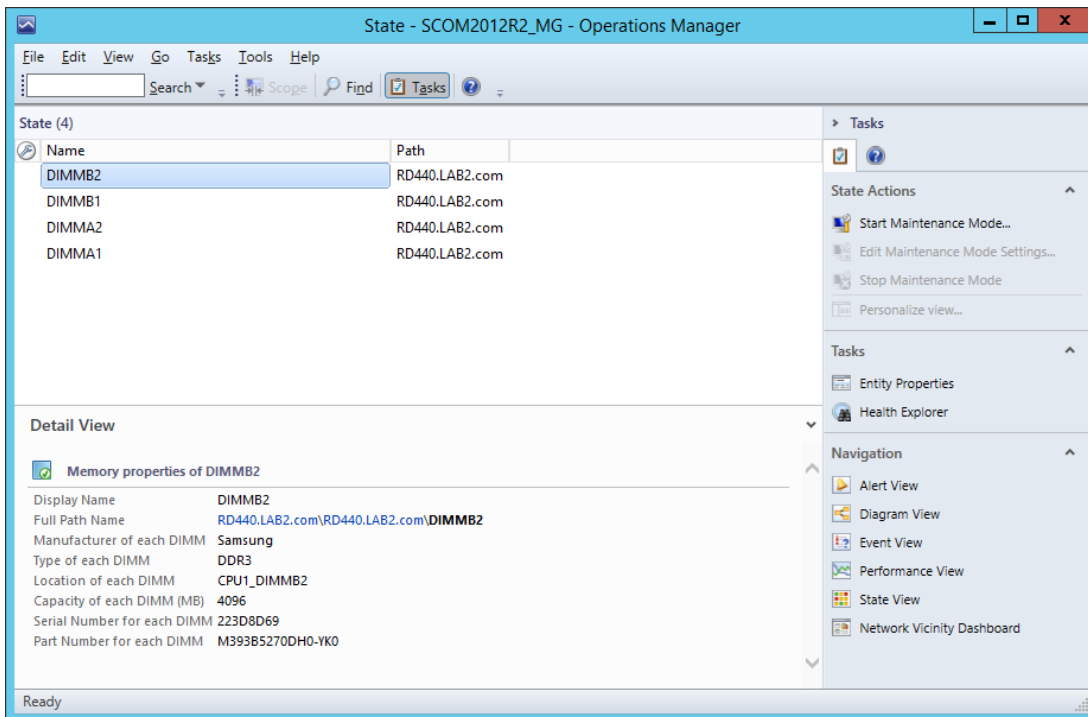 State - SCOM2012R2_MG - Operations Manager
File Edit View Go Tasks Tools Help
Search Scope Find Tasks
State (4)
Name Path
DIMMB2 RD440.LAB2.com
DIMMB1 RD440.LAB2.com
DIMMA2 RD440.LAB2.com
DIMMA1 RD440.LAB2.com
Detail View
Memory properties of DIMMB2
Display Name DIMMB2
Full Path Name RD440.LAB2.com\RD440.LAB2.com\DIMMB2
Manufacturer of each DIMM Samsung
Type of each DIMM DDR3
Location of each DIMM CPU1_DIMMB2
Capacity of each DIMM (MB) 4096
Serial Number for each DIMM 223D8D69
Part Number for each DIMM M393B5270DH0-YK0
Tasks
State Actions
Start Maintenance Mode...
Edit Maintenance Mode Settings...
Stop Maintenance Mode
Personalize view...
Tasks
Entity Properties
Health Explorer
Navigation
Alert View
Diagram View
Event View
Performance View
State View
Network Vicinity Dashboard
Ready